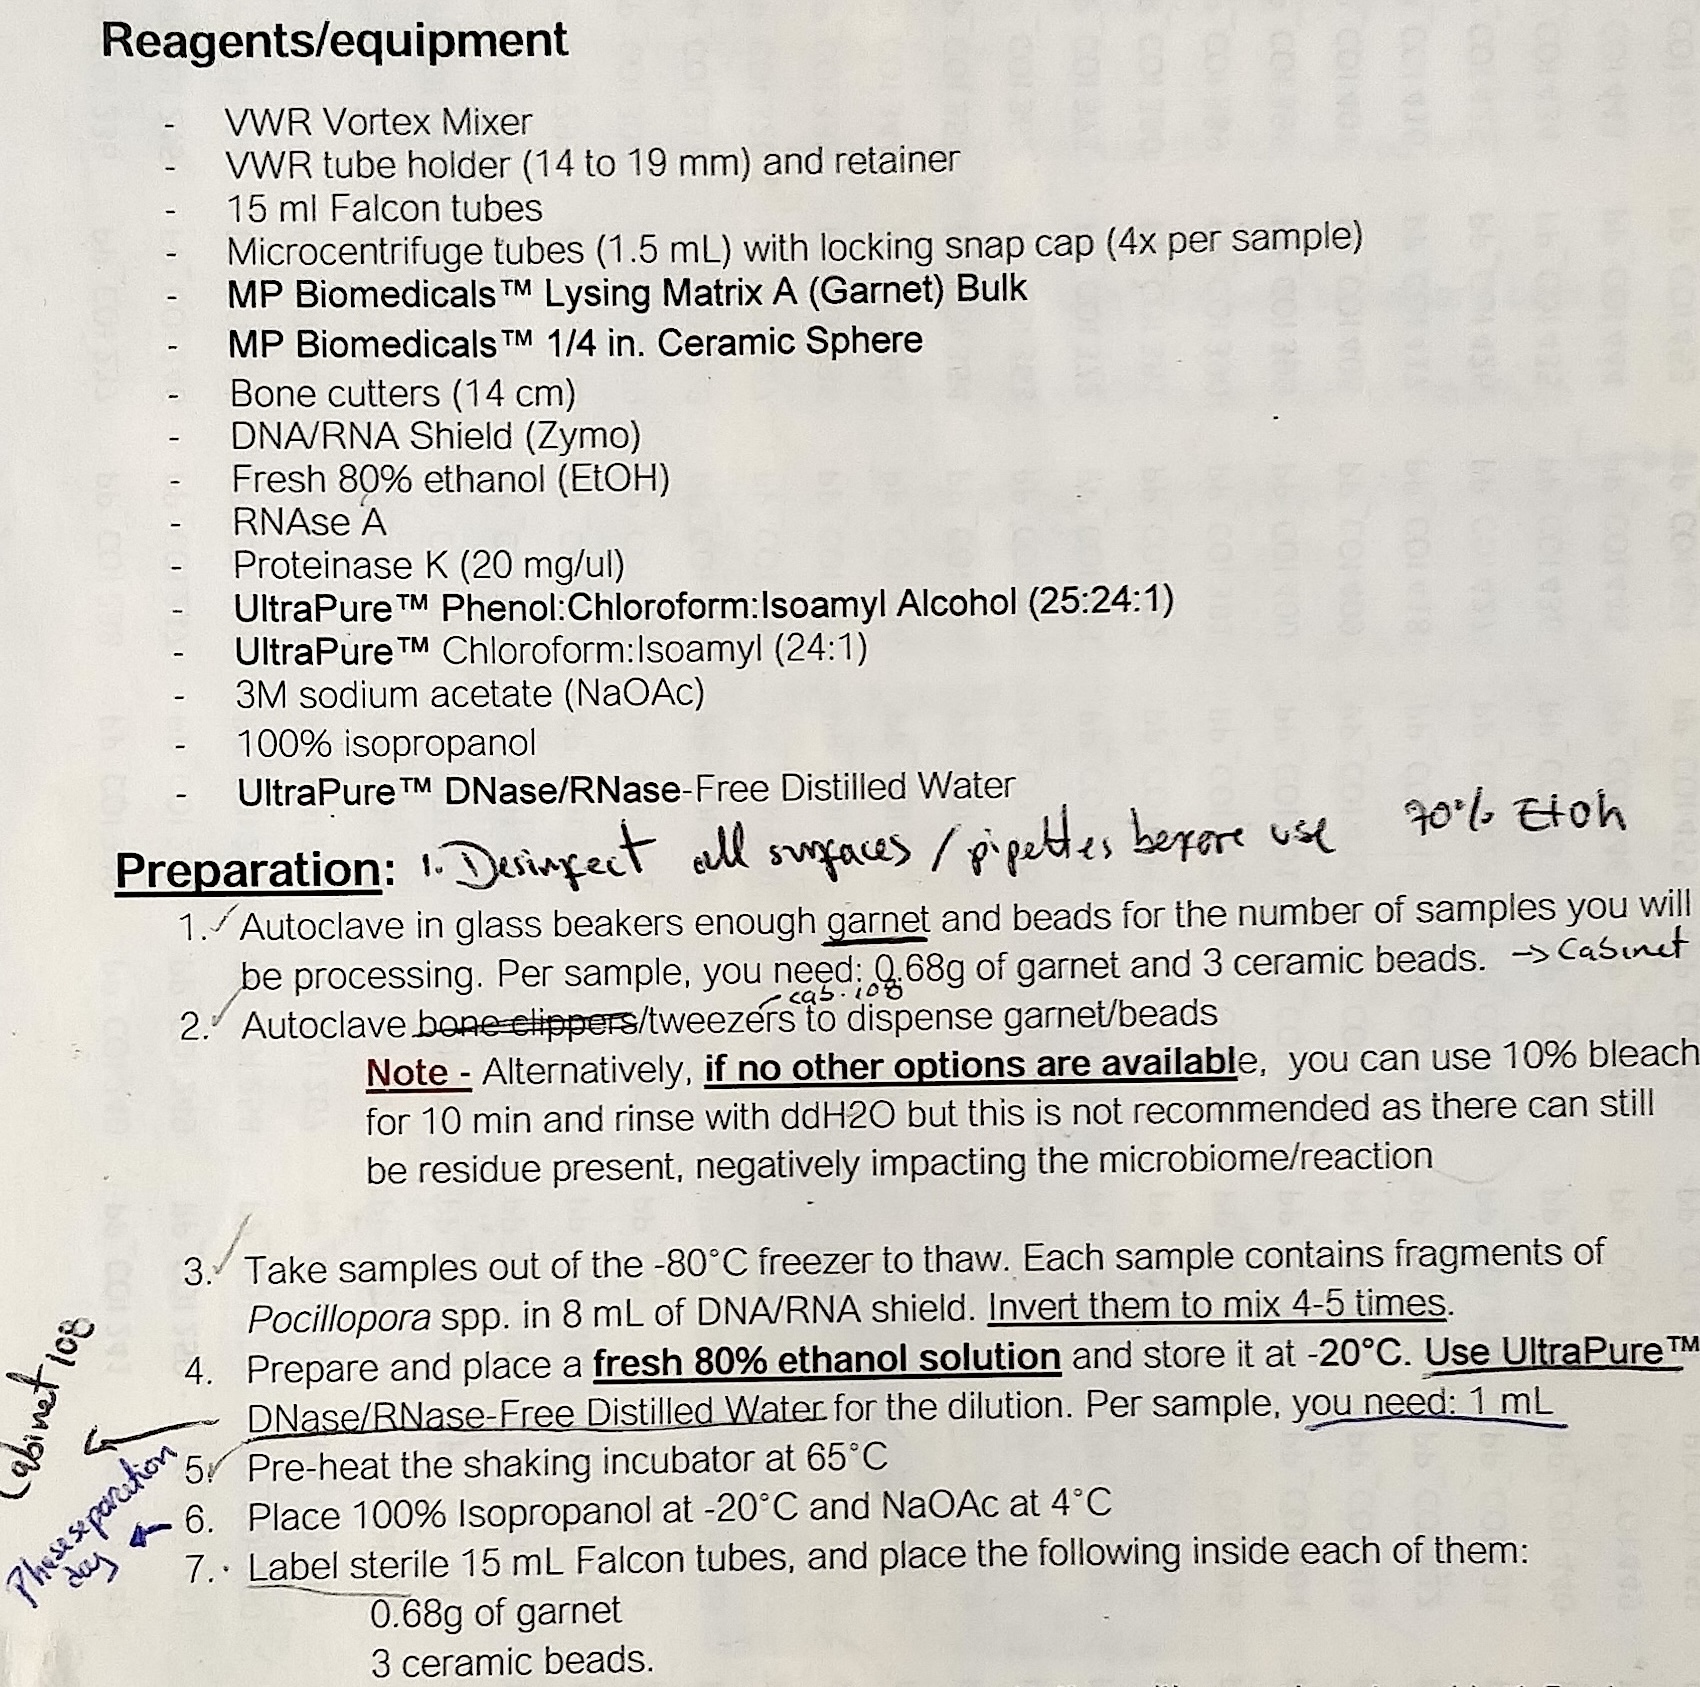 Reagents/equipment
- VWR Vortex Mixer
- VWR tube holder (14 to 19 mm) and retainer
- 15 ml Falcon tubes
- Microcentrifuge tubes (1.5 mL) with locking snap cap (4x per sample)
- MP Biomedicals™ Lysing Matrix A (Garnet) Bulk
- MP Biomedicals™ 1/4 in. Ceramic Sphere
- Bone cutters (14 cm)
- DNA/RNA Shield (Zymo)
- Fresh 80% ethanol (EtOH)
- RNAse A
- Proteinase K (20 mg/ul)
- UltraPure™ Phenol:Chloroform:Isoamyl Alcohol (25:24:1)
- UltraPure™ Chloroform:Isoamyl (24:1)
- 3M sodium acetate (NaOAc)
- 100% isopropanol
- UltraPure™ DNase/RNase-Free Distilled Water
Preparation: 1. Desinfect all surfaces / pipettes before use 70% EtOh
1. Autoclave in glass beakers enough garnet and beads for the number of samples you will
be processing. Per sample, you need: 0.68g of garnet and 3 ceramic beads. → Cabinet
cab. 108
2. Autoclave bone clippers/tweezers to dispense garnet/beads
Note - Alternatively, if no other options are available, you can use 10% bleach
for 10 min and rinse with ddH2O but this is not recommended as there can still
be residue present, negatively impacting the microbiome/reaction
3. Take samples out of the -80°C freezer to thaw. Each sample contains fragments of
Pocillopora spp. in 8 mL of DNA/RNA shield. Invert them to mix 4-5 times.
4. Prepare and place a fresh 80% ethanol solution and store it at -20°C. Use UltraPure™
DNase/RNase-Free Distilled Water for the dilution. Per sample, you need: 1 mL
Cabinet 108
5. Pre-heat the shaking incubator at 65°C
6. Place 100% Isopropanol at -20°C and NaOAc at 4°C
Phase separation
day
7. Label sterile 15 mL Falcon tubes, and place the following inside each of them:
0.68g of garnet
3 ceramic beads.